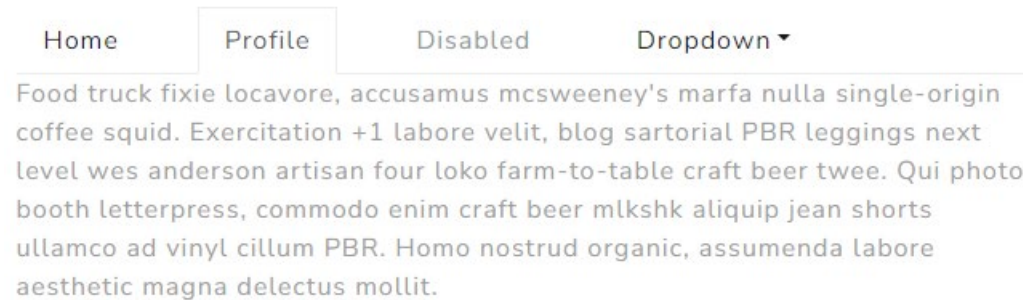 Home Profile Disabled Dropdown
Food truck fixie locavore, accusamus mcsweeney's marfa nulla single-origin
coffee squid. Exercitation +1 labore velit, blog sartorial PBR leggings next
level wes anderson artisan four loko farm-to-table craft beer twee. Qui photo
booth letterpress, commodo enim craft beer mlkshk aliquip jean shorts
ullamco ad vinyl cillum PBR. Homo nostrud organic, assumenda labore
aesthetic magna delectus mollit.